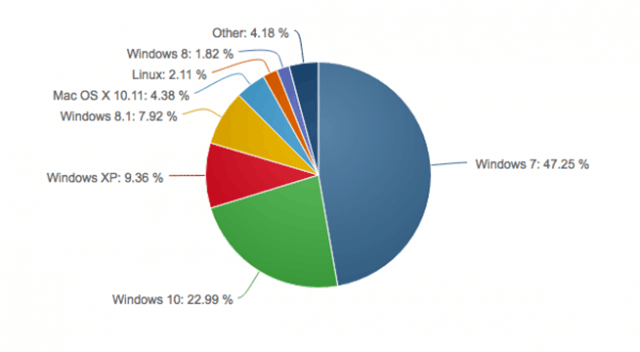 Other: 4.18 %
Windows 8: 1.82 %
Linux: 2.11 %
Mac OS X 10.11: 4.38 %
Windows 8.1: 7.92 %
Windows 7: 47.25 %
Windows XP: 9.36 %
Windows 10: 22.99 %